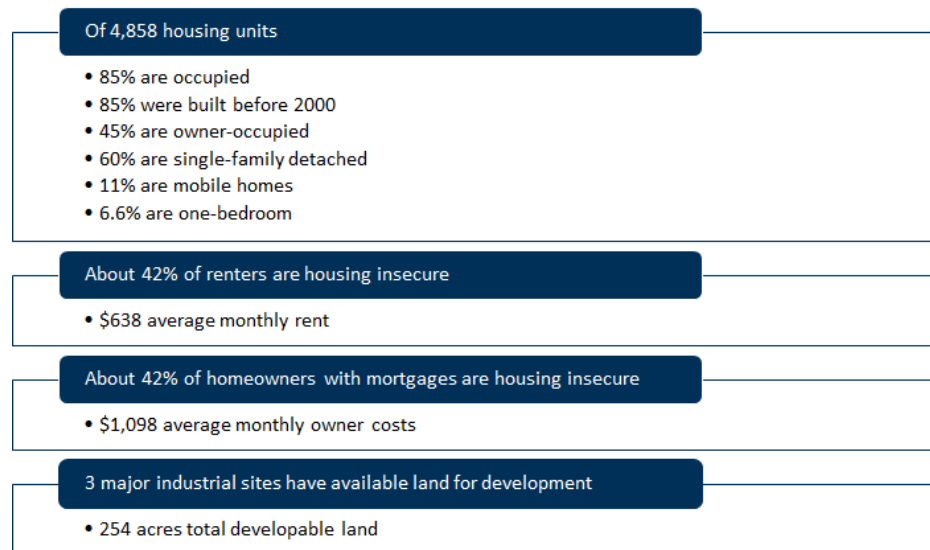 Of 4,858 housing units
• 85% are occupied
• 85% were built before 2000
• 45% are owner-occupied
• 60% are single-family detached
• 11% are mobile homes
• 6.6% are one-bedroom
About 42% of renters are housing insecure
• $638 average monthly rent
About 42% of homeowners with mortgages are housing insecure
• $1,098 average monthly owner costs
3 major industrial sites have available land for development
• 254 acres total developable land